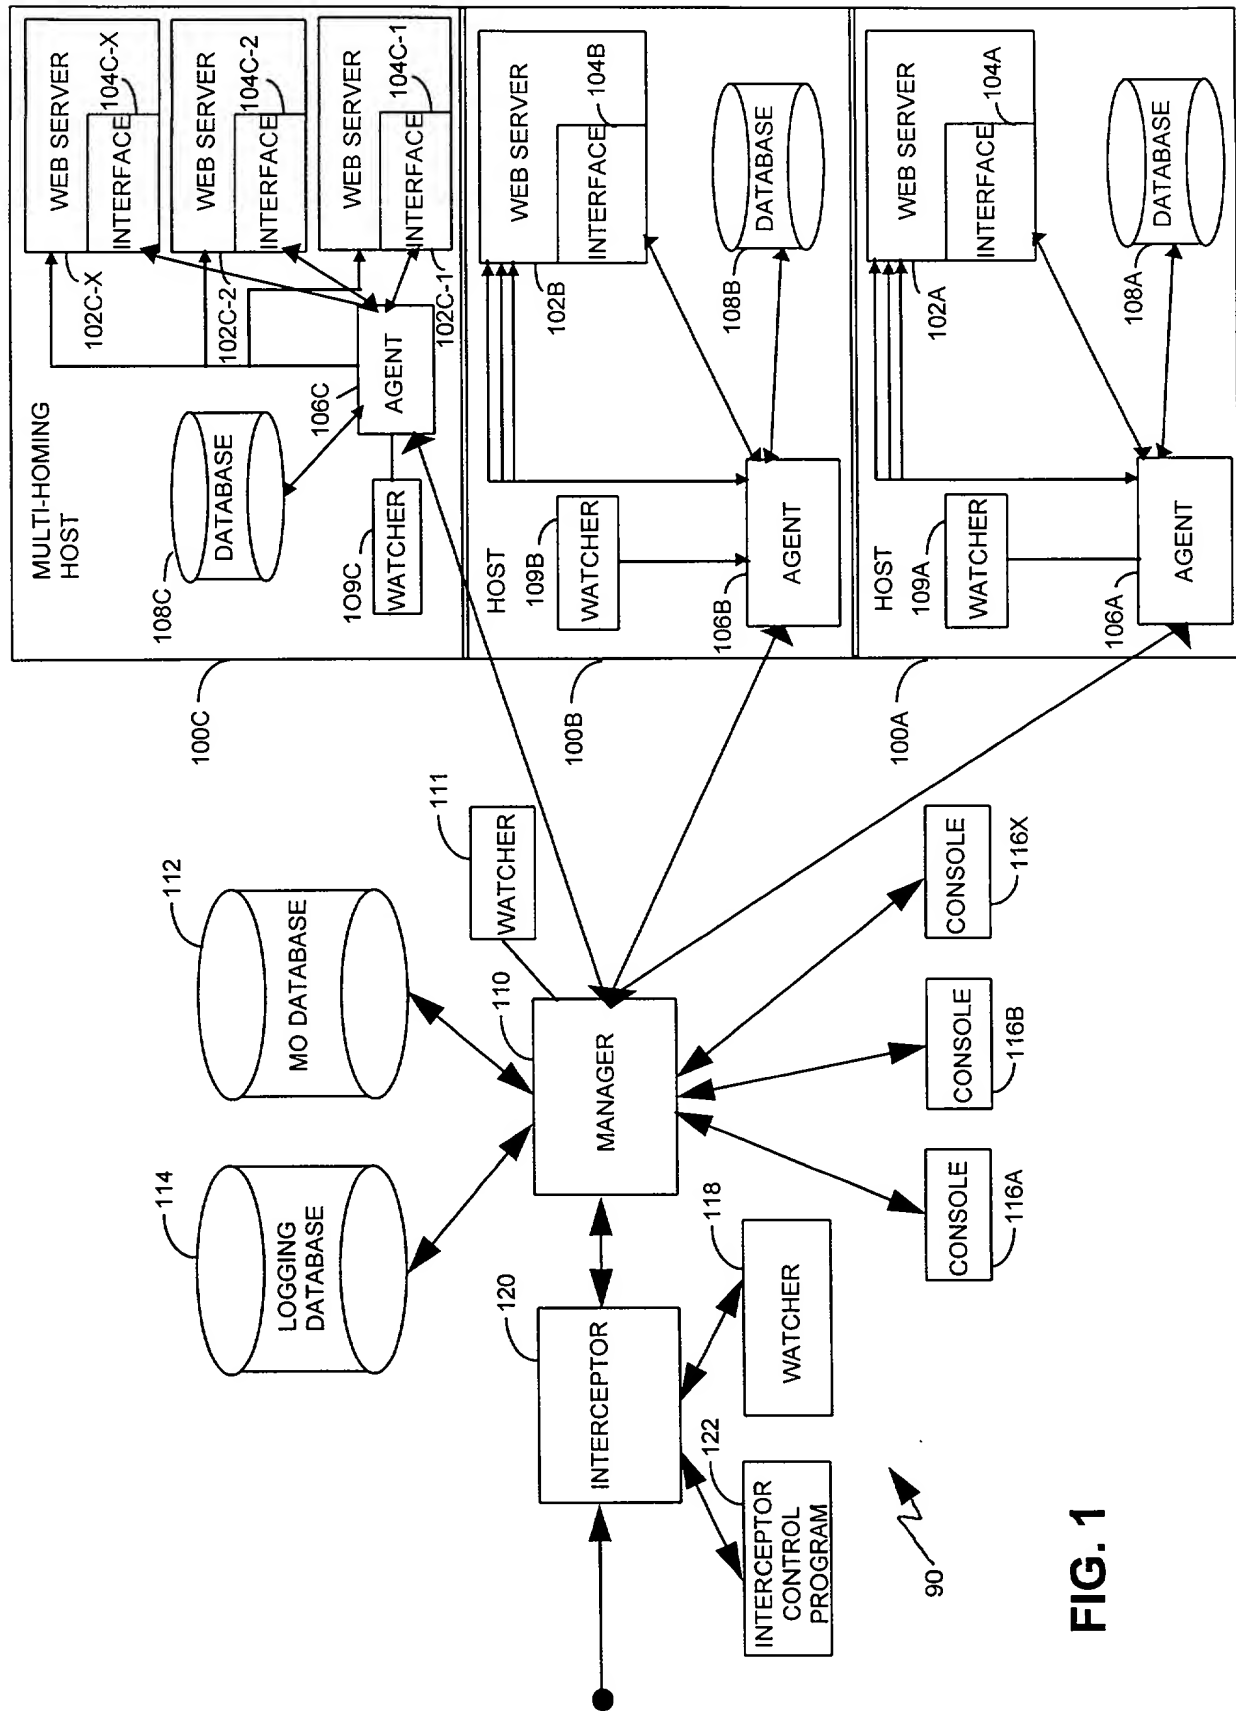 114
LOGGING
DATABASE
112
MO DATABASE
120
INTERCEPTOR
110
MANAGER
111
WATCHER
122
INTERCEPTOR
CONTROL
PROGRAM
118
WATCHER
CONSOLE
116A
CONSOLE
116B
CONSOLE
116X
90
FIG. 1
100C
MULTI-HOMING
HOST
108C
DATABASE
1O9C
WATCHER
106C
AGENT
102C-X
WEB SERVER
INTERFACE
104C-X
102C-2
WEB SERVER
INTERFACE
104C-2
102C-1
WEB SERVER
INTERFACE
104C-1
100B
HOST
109B
WATCHER
106B
AGENT
102B
WEB SERVER
INTERFACE
104B
108B
DATABASE
100A
HOST
109A
WATCHER
106A
AGENT
102A
WEB SERVER
INTERFACE
104A
108A
DATABASE